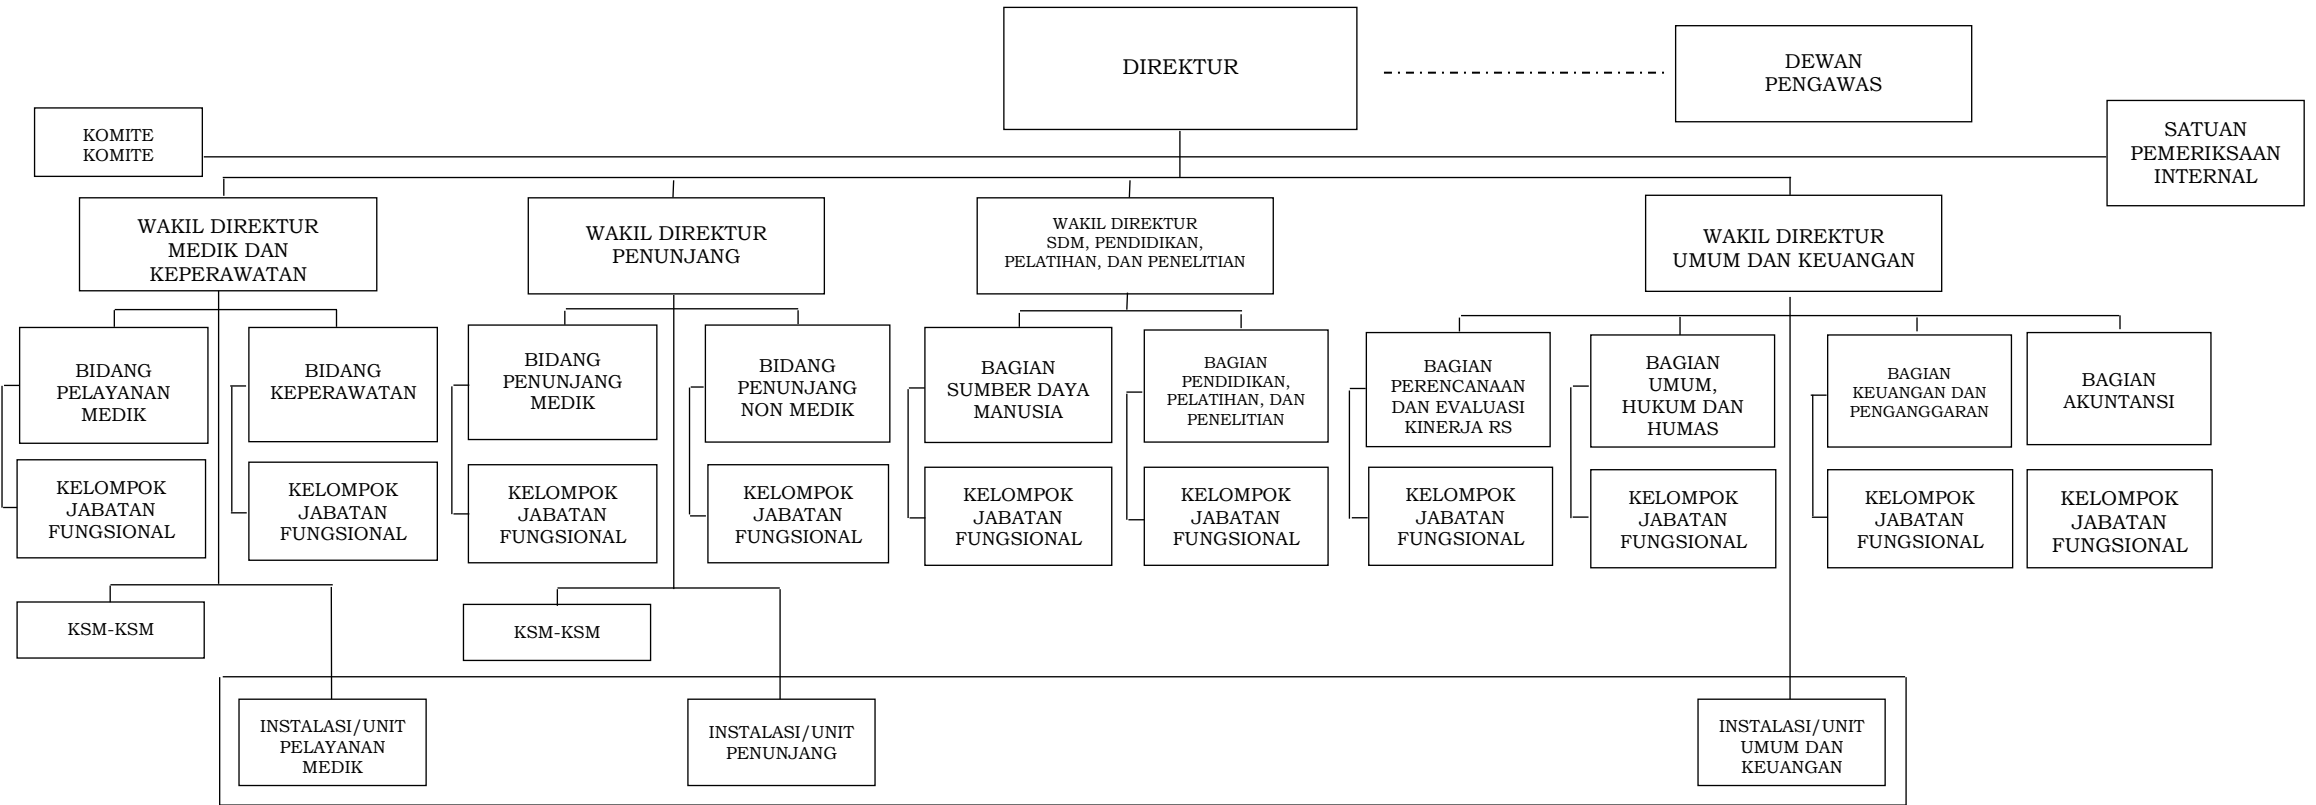 DIREKTUR
DEWAN
PENGAWAS
KOMITE
KOMITE
SATUAN
PEMERIKSAAN
INTERNAL
WAKIL DIREKTUR
MEDIK DAN
KEPERAWATAN
WAKIL DIREKTUR
PENUNJANG
WAKIL DIREKTUR
SDM, PENDIDIKAN,
PELATIHAN, DAN PENELITIAN
WAKIL DIREKTUR
UMUM DAN KEUANGAN
BIDANG
PELAYANAN
MEDIK
BIDANG
KEPERAWATAN
BIDANG
PENUNJANG
MEDIK
BIDANG
PENUNJANG
NON MEDIK
BAGIAN
SUMBER DAYA
MANUSIA
BAGIAN
PENDIDIKAN,
PELATIHAN, DAN
PENELITIAN
BAGIAN
PERENCANAAN
DAN EVALUASI
KINERJA RS
BAGIAN
UMUM,
HUKUM DAN
HUMAS
BAGIAN
KEUANGAN DAN
PENGANGGARAN
BAGIAN
AKUNTANSI
KELOMPOK
JABATAN
FUNGSIONAL
KELOMPOK
JABATAN
FUNGSIONAL
KELOMPOK
JABATAN
FUNGSIONAL
KELOMPOK
JABATAN
FUNGSIONAL
KELOMPOK
JABATAN
FUNGSIONAL
KELOMPOK
JABATAN
FUNGSIONAL
KELOMPOK
JABATAN
FUNGSIONAL
KELOMPOK
JABATAN
FUNGSIONAL
KELOMPOK
JABATAN
FUNGSIONAL
KELOMPOK
JABATAN
FUNGSIONAL
KSM-KSM
KSM-KSM
INSTALASI/UNIT
PELAYANAN
MEDIK
INSTALASI/UNIT
PENUNJANG
INSTALASI/UNIT
UMUM DAN
KEUANGAN